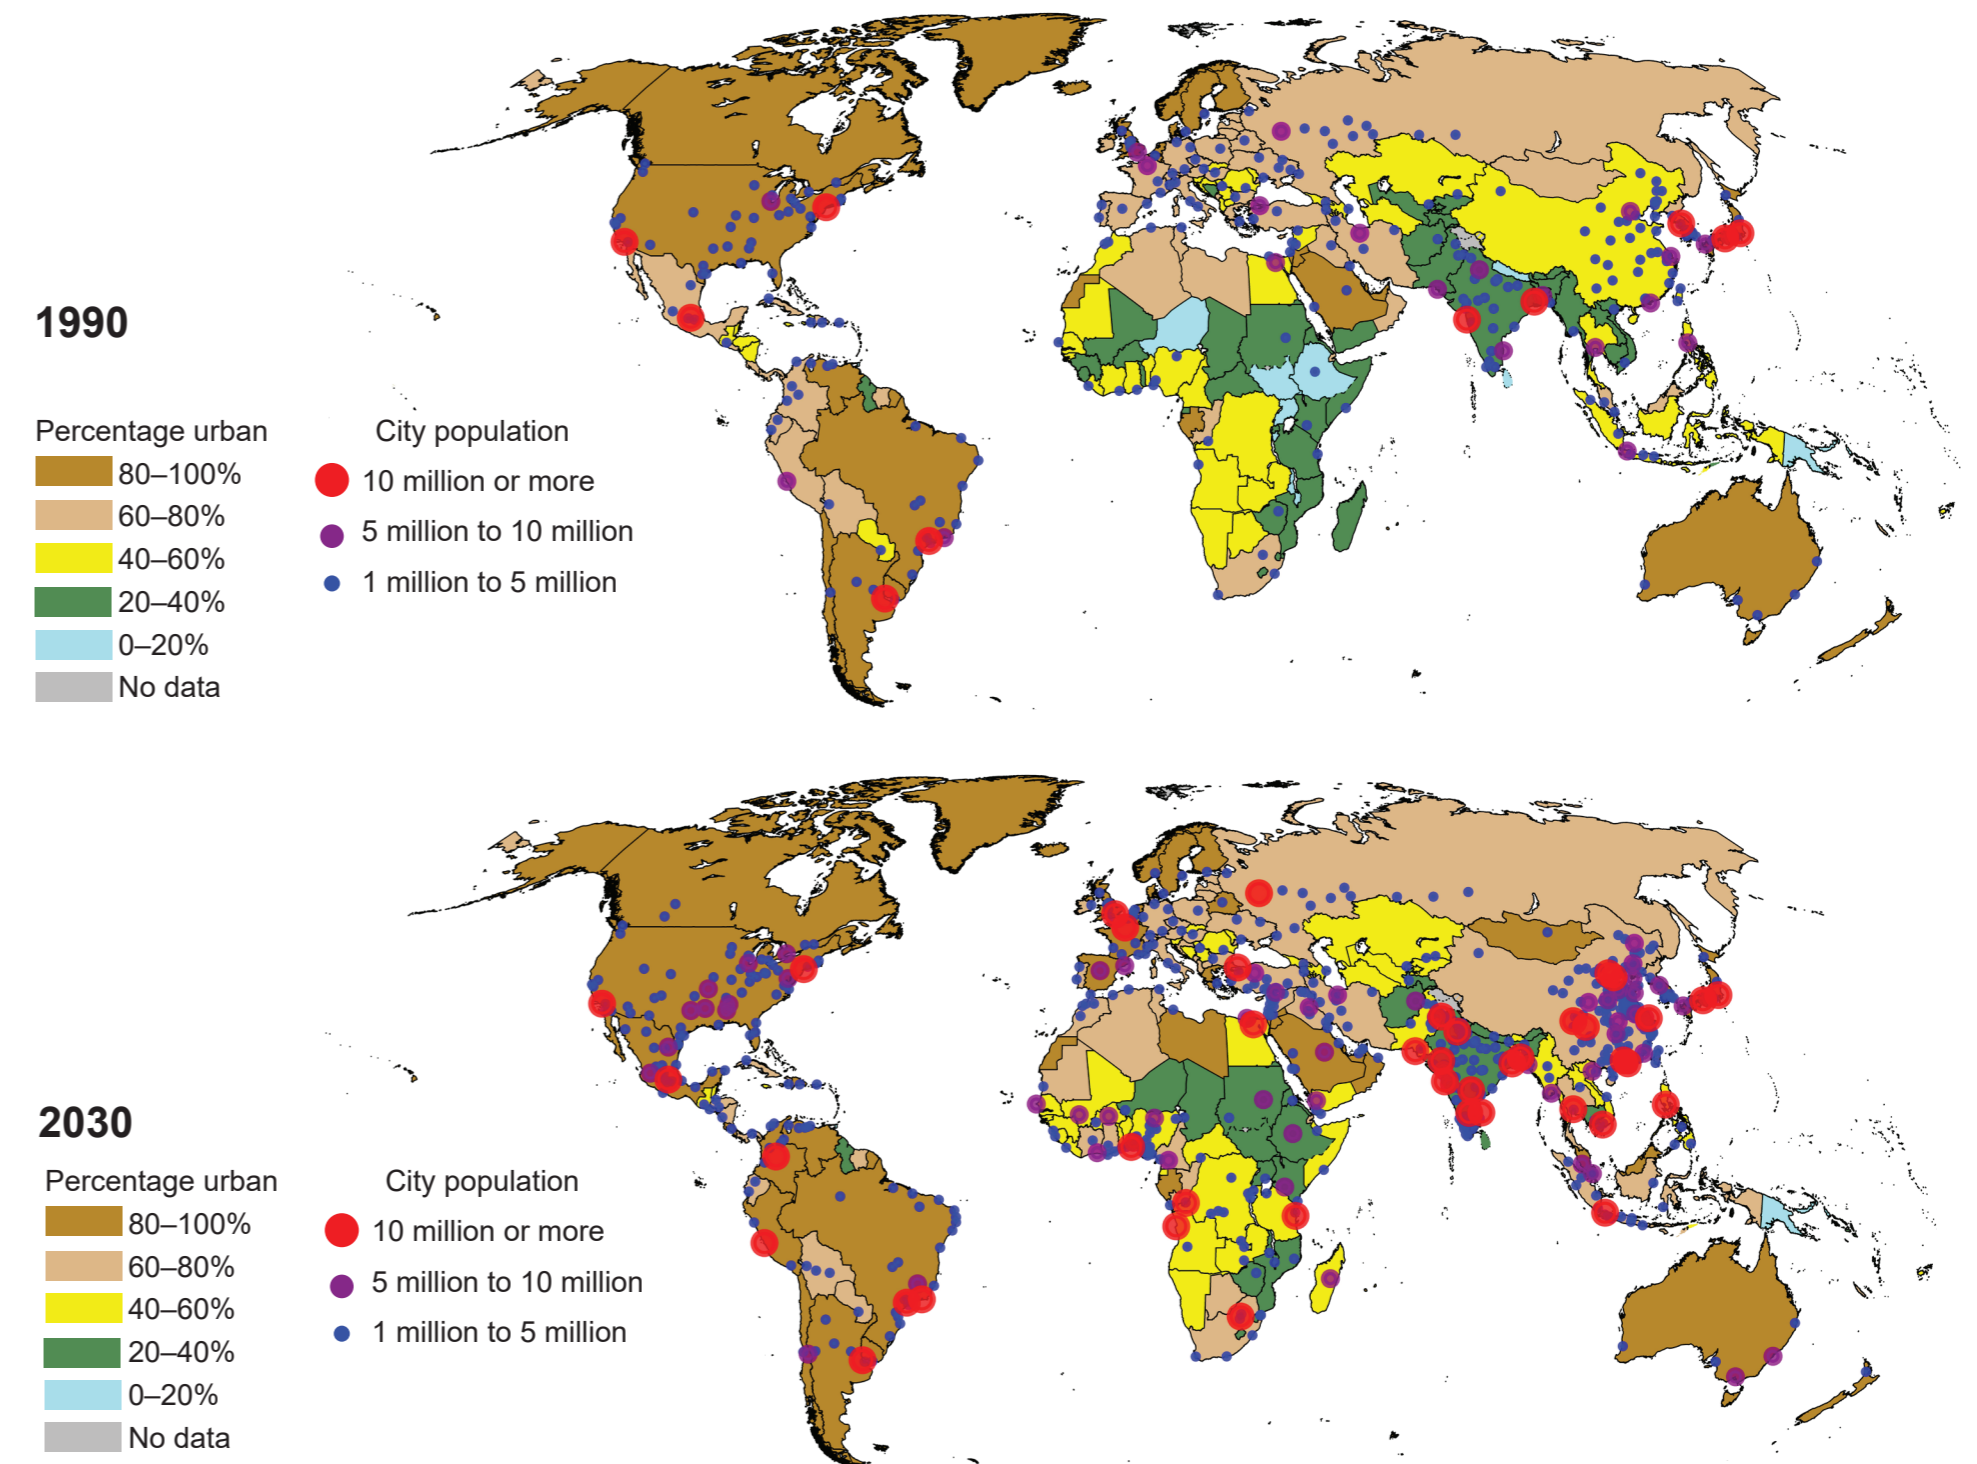 1990
Percentage urban
80–100%
60–80%
40–60%
20–40%
0–20%
No data
City population
10 million or more
5 million to 10 million
1 million to 5 million
2030
Percentage urban
80–100%
60–80%
40–60%
20–40%
0–20%
No data
City population
10 million or more
5 million to 10 million
1 million to 5 million